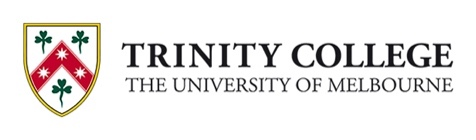 TRINITY COLLEGE
THE UNIVERSITY OF MELBOURNE